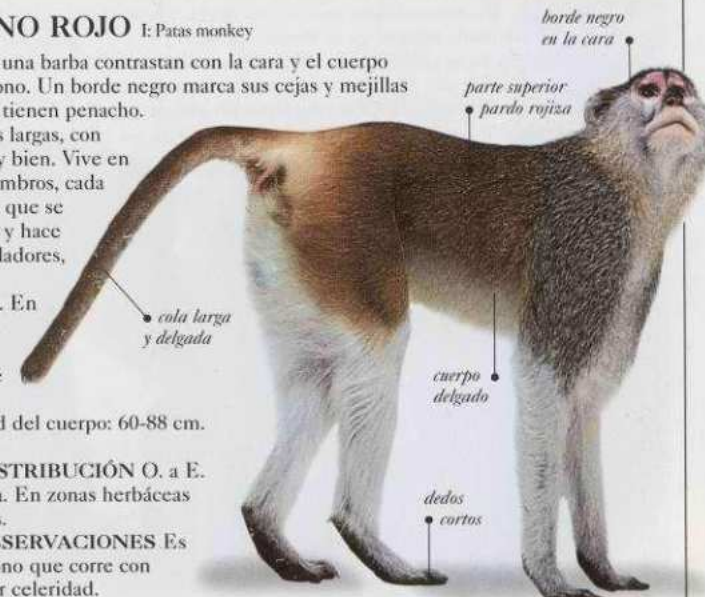 NO ROJO I: Patas monkey
una barba contrastan con la cara y el cuerpo
ono. Un borde negro marca sus cejas y mejillas
tienen penacho.
s largas, con
y bien. Vive en
mbros, cada
que se
y hace
ladores,
. En
d del cuerpo: 60-88 cm.
STRIBUCIÓN O. a E.
a. En zonas herbáceas
s.
SERVACIONES Es
no que corre con
r celeridad.
borde negro
en la cara
parte superior
pardo rojiza
cola larga
y delgada
cuerpo
delgado
dedos
cortos